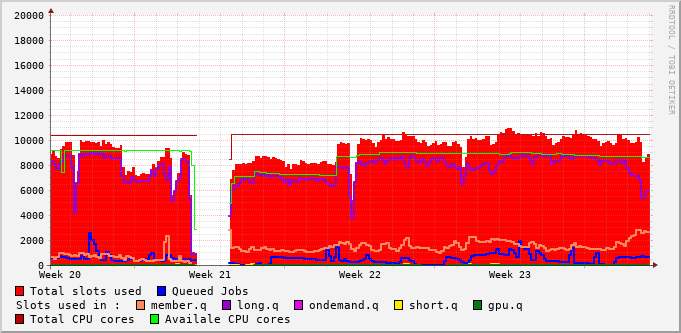 20000
18000
16000
14000
12000
10000
8000
6000
4000
2000
0
Week 20 Week 21 Week 22 Week 23
Total slots used Queued Jobs
Slots used in : member.q long.q ondemand.q short.q gpu.q
Total CPU cores Availale CPU cores
RRDTOOL / TOBI OETIKER